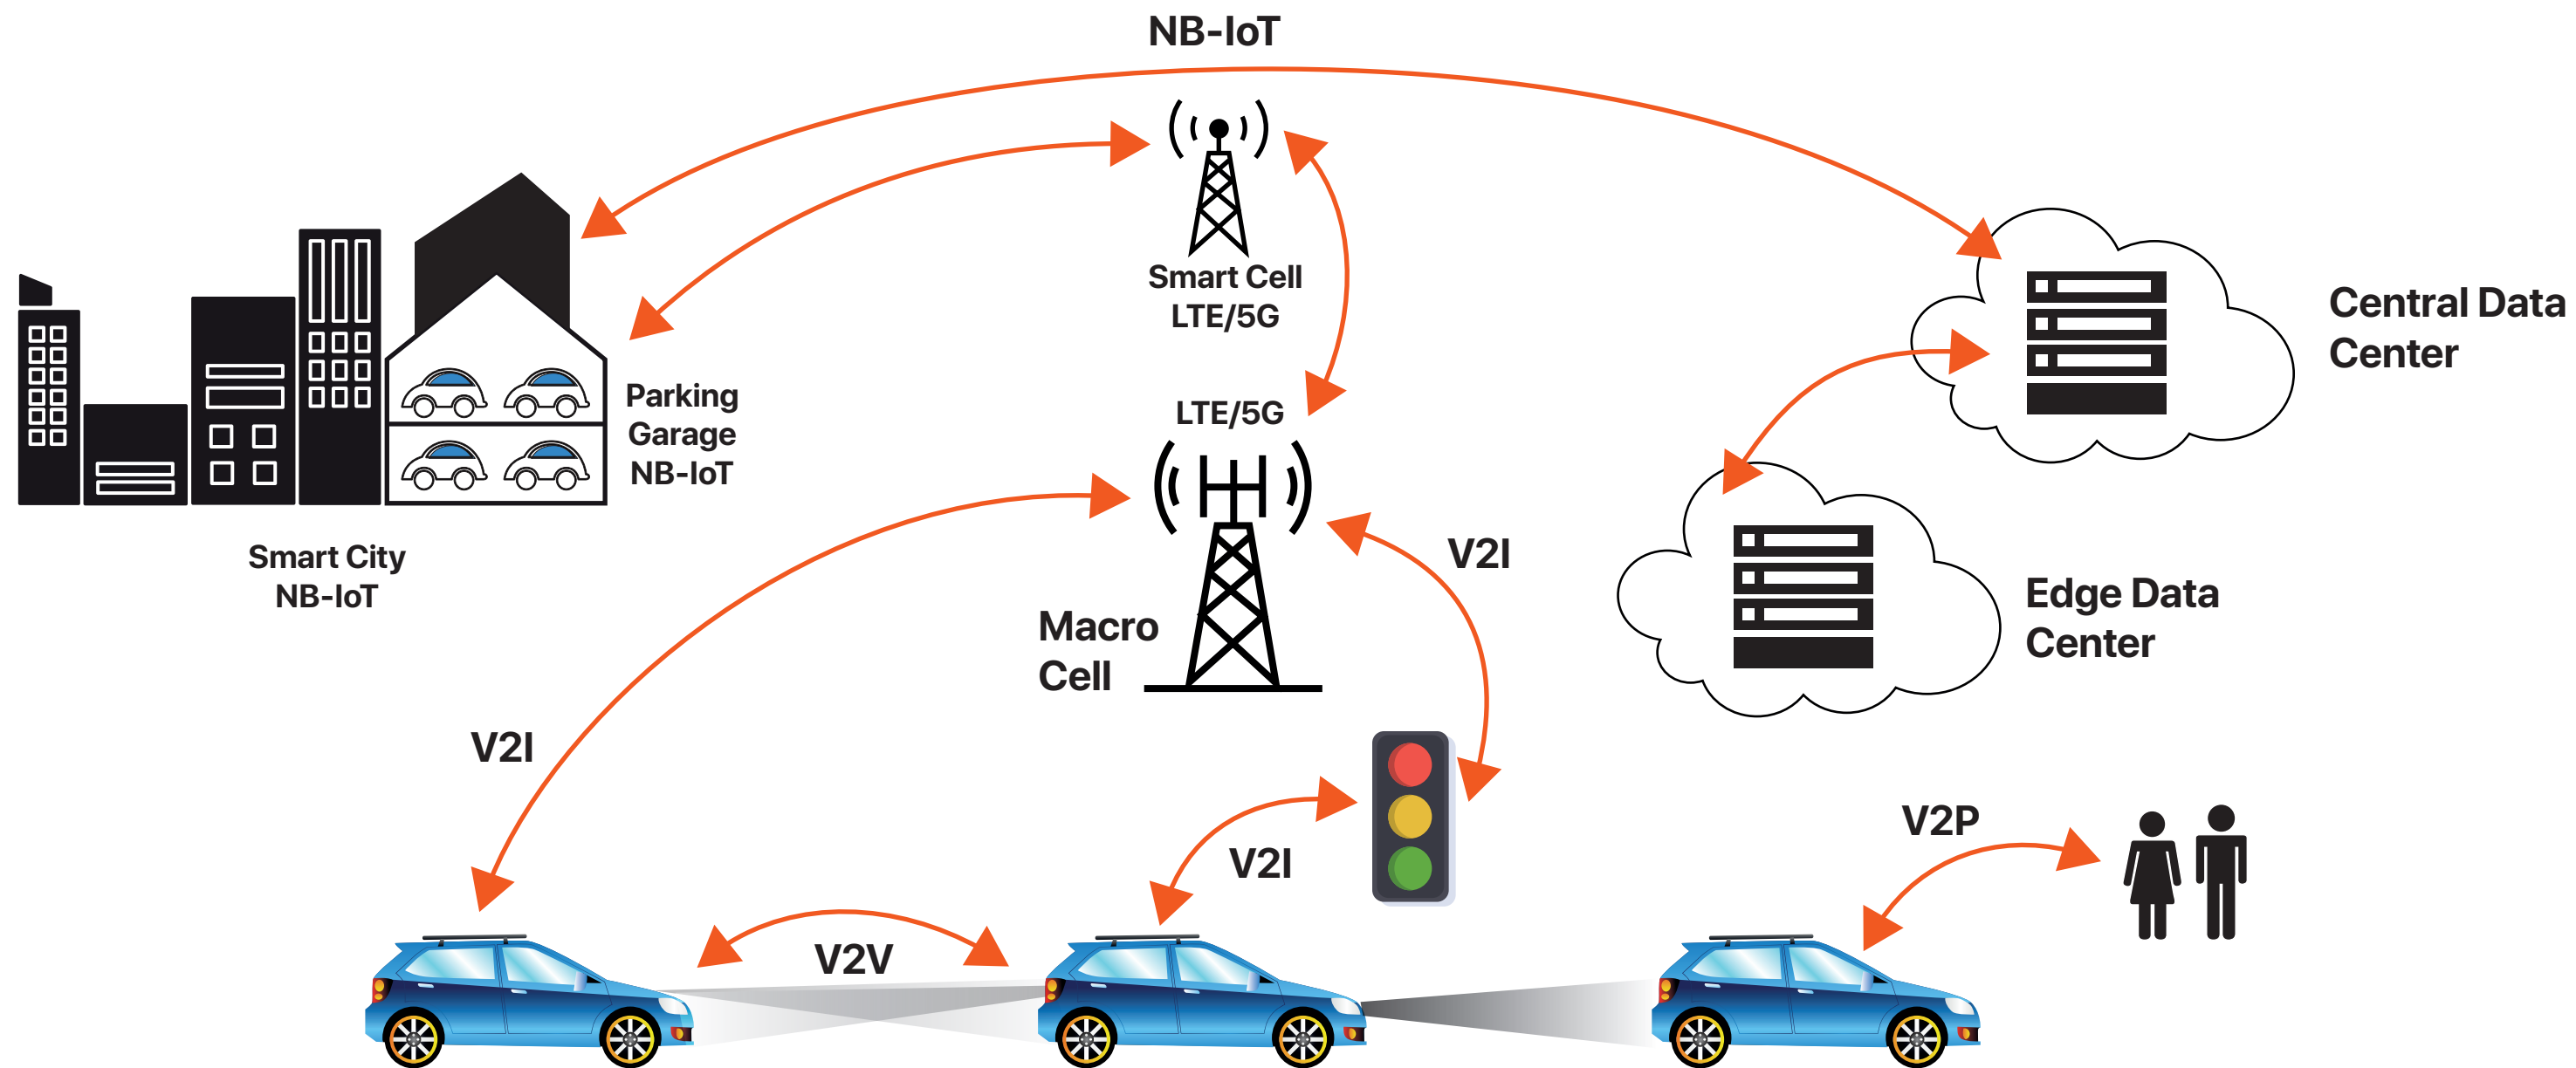 NB-IoT
Smart Cell
LTE/5G
Central Data
Center
Parking
Garage
NB-IoT
LTE/5G
Smart City
NB-IoT
V2I
Macro
Cell
Edge Data
Center
V2I
V2I
V2P
V2V